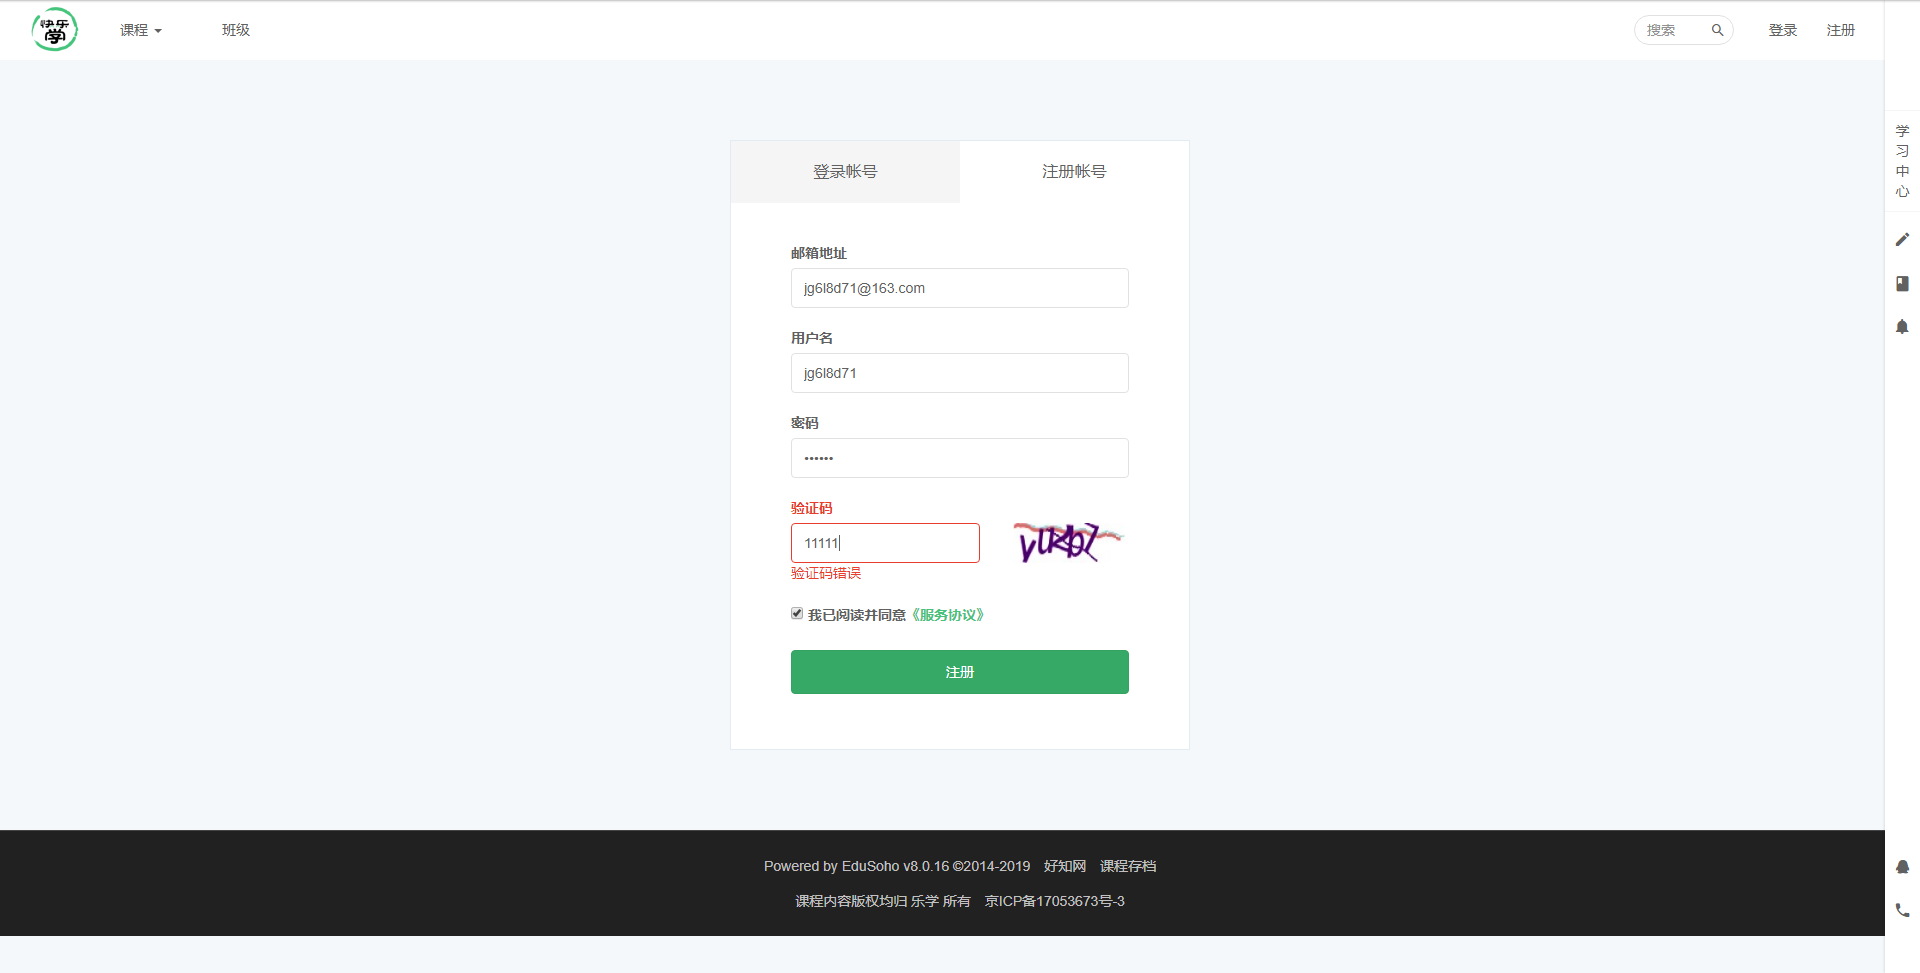 快乐
学
课程
班级
搜索
登录
注册
学
习
中
心
登录帐号
注册帐号
邮箱地址
jg6l8d71@163.com
用户名
jg6l8d71
密码
••••••
验证码
11111
验证码错误
我已阅读并同意《服务协议》
注册
Powered by EduSoho v8.0.16 ©2014-2019 好知网 课程存档
课程内容版权均归 乐学 所有 京ICP备17053673号-3